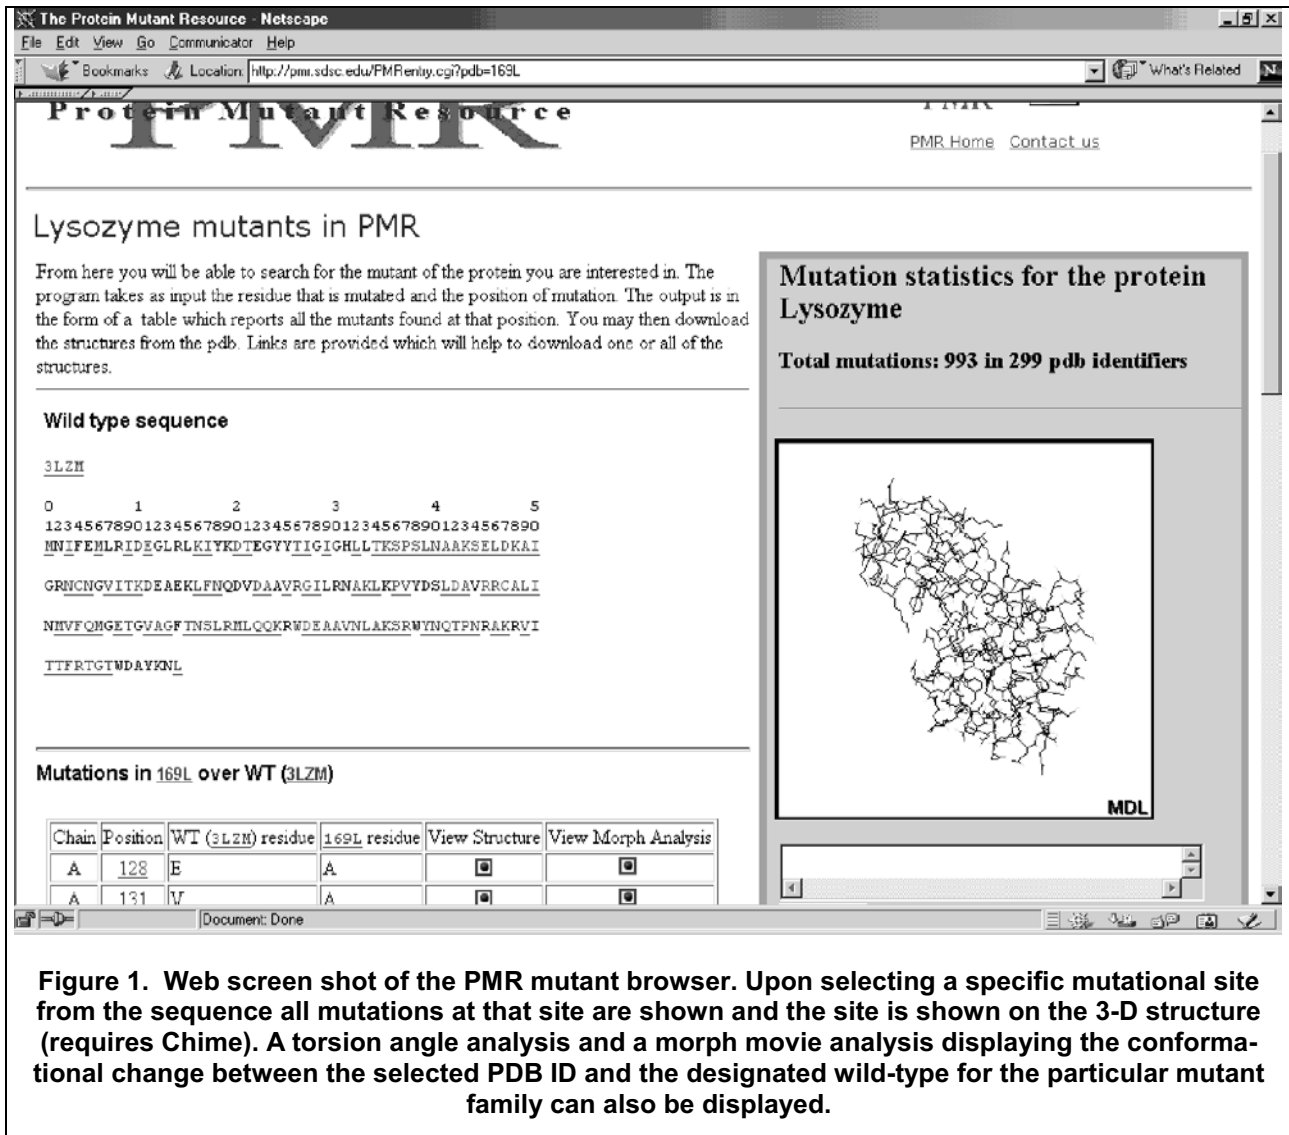 The Protein Mutant Resource - Netscape
File Edit View Go Communicator Help
Bookmarks Location: http://pmr.sdsc.edu/PMRentry.cgi?pdb=169L What's Related N
Protein Mutant Resource
PMR
PMR Home Contact us
Lysozyme mutants in PMR
From here you will be able to search for the mutant of the protein you are interested in. The
program takes as input the residue that is mutated and the position of mutation. The output is in
the form of a table which reports all the mutants found at that position. You may then download
the structures from the pdb. Links are provided which will help to download one or all of the
structures.
Wild type sequence
3LZM
0 1 2 3 4 5
12345678901234567890123456789012345678901234567890
MNIFEMLRIDEGLRLKIYKDTEGYYTIGIGHLLTKSPSLNAAKSELDKAI
GRNCNGVITKDEAEKLFNQDVDAAVRGILRNAKLKPVYDSLDAVRRCALI
NMVFQMGETGVAGFTNSLRMLQQKRWDEAAVNLAKSRWYNQTPNRAKRVI
TTFRTGTWDAYKNL
Mutations in 169L over WT (3LZM)
Chain Position WT (3LZM) residue 169L residue View Structure View Morph Analysis
A 128 E A
A 131 V A
Mutation statistics for the protein
Lysozyme
Total mutations: 993 in 299 pdb identifiers
MDL
Document: Done
Figure 1. Web screen shot of the PMR mutant browser. Upon selecting a specific mutational site
from the sequence all mutations at that site are shown and the site is shown on the 3-D structure
(requires Chime). A torsion angle analysis and a morph movie analysis displaying the conforma-
tional change between the selected PDB ID and the designated wild-type for the particular mutant
family can also be displayed.